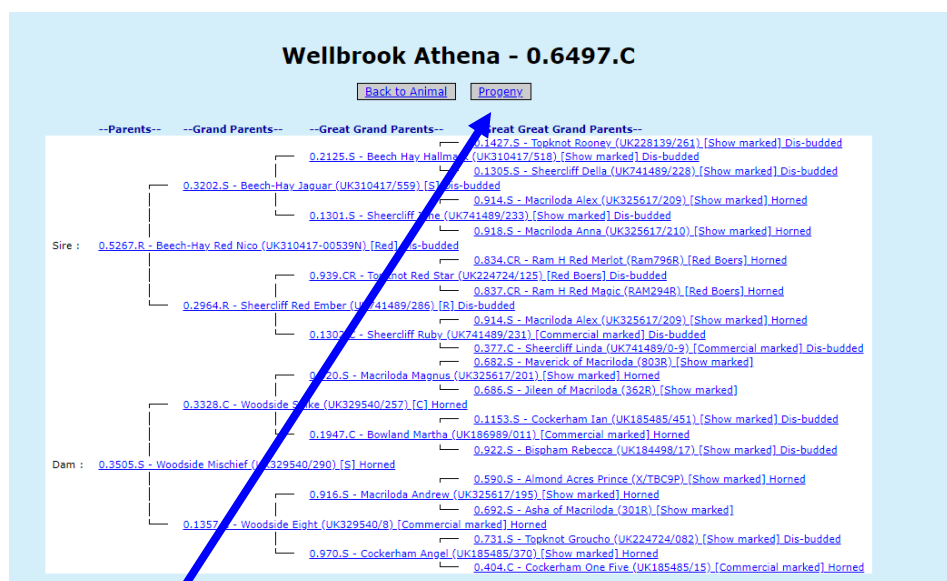 Wellbrook Athena - 0.6497.C
Back to Animal Progeny
--Parents-- --Grand Parents-- --Great Grand Parents-- Great Great Grand Parents--
0.1427.S - Topknot Rooney (UK228139/261) [Show marked] Dis-budded
0.2125.S - Beech Hay Hallmark (UK310417/518) [Show marked] Dis-budded
0.1305.S - Sheercliff Della (UK741489/228) [Show marked] Dis-budded
0.3202.S - Beech-Hay Jaguar (UK310417/559) [S] Dis-budded
0.914.S - Macriloda Alex (UK325617/209) [Show marked] Horned
0.1301.S - Sheercliff (UK741489/233) [Show marked] Dis-budded
0.918.S - Macriloda Anna (UK325617/210) [Show marked] Horned
Sire : 0.5267.R - Beech-Hay Red Nico (UK310417-00539N) [Red] Dis-budded
0.834.CR - Ram H Red Merlot (Ram796R) [Red Boers] Horned
0.939.CR - Topknot Red Star (UK224724/125) [Red Boers] Dis-budded
0.837.CR - Ram H Red Magic (RAM294R) [Red Boers] Horned
0.2964.R - Sheercliff Red Ember (UK741489/286) [R] Dis-budded
0.914.S - Macriloda Alex (UK325617/209) [Show marked] Horned
- Sheercliff Ruby (UK741489/231) [Commercial marked] Dis-budded
0.377.C - Sheercliff Linda (UK741489/0-9) [Commercial marked] Dis-budded
0.682.S - Maverick of Macriloda (803R) [Show marked]
- Macriloda Magnus (UK325617/201) [Show marked] Horned
0.686.S - Jileen of Macriloda (362R) [Show marked]
0.3328.C - Woodside (UK329540/257) [C] Horned
0.1153.S - Cockerham Ian (UK185485/451) [Show marked] Dis-budded
0.1947.C - Bowland Martha (UK186989/011) [Commercial marked] Horned
0.922.S - Bispham Rebecca (UK184498/17) [Show marked] Dis-budded
Dam : 0.3505.S - Woodside Mischief (UK329540/290) [S] Horned
0.590.S - Almond Acres Prince (X/TBC9P) [Show marked] Horned
0.916.S - Macriloda Andrew (UK325617/195) [Show marked] Horned
0.692.S - Asha of Macriloda (301R) [Show marked]
- Woodside Eight (UK329540/8) [Commercial marked] Horned
0.731.S - Topknot Groucho (UK224724/082) [Show marked] Dis-budded
0.970.S - Cockerham Angel (UK185485/370) [Show marked] Horned
0.404.C - Cockerham One Five (UK185485/15) [Commercial marked] Horned